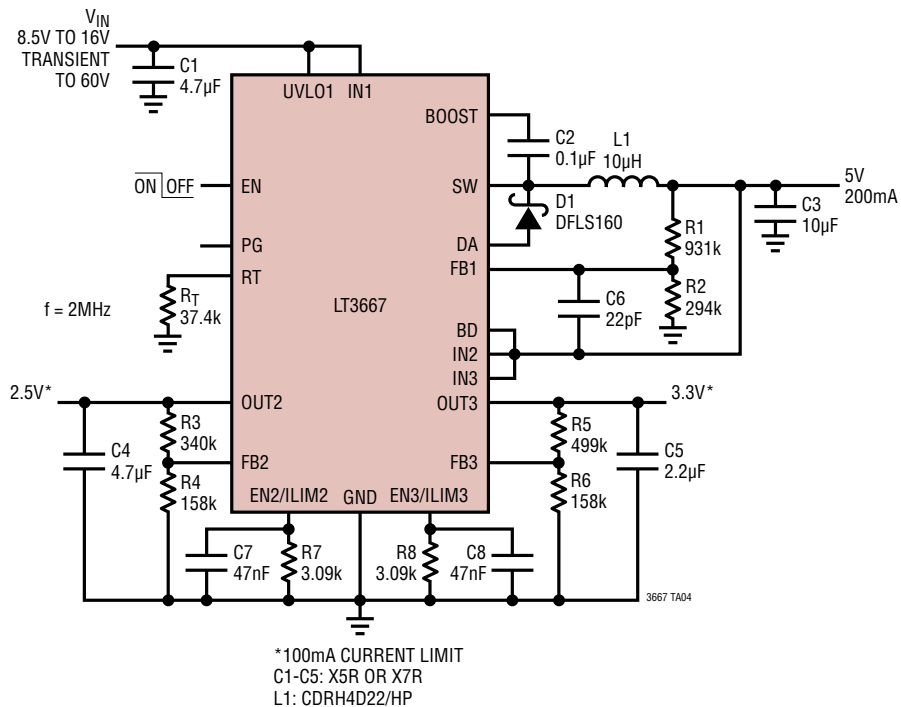 VIN
8.5V TO 16V
TRANSIENT
TO 60V
C1
4.7µF
UVLO1 IN1
BOOST
C2
0.1µF
L1
10µH
ON OFF
EN
SW
5V
200mA
D1
DFLS160
C3
10µF
PG
DA
R1
931k
RT
FB1
f = 2MHz
RT
37.4k
LT3667
C6
22pF
R2
294k
BD
IN2
IN3
2.5V*
OUT2
OUT3
3.3V*
R3
340k
R5
499k
C4
4.7µF
FB2
FB3
C5
2.2µF
R4
158k
R6
158k
EN2/ILIM2 GND EN3/ILIM3
C7
47nF
R7
3.09k
R8
3.09k
C8
47nF
3667 TA04
*100mA CURRENT LIMIT
C1-C5: X5R OR X7R
L1: CDRH4D22/HP